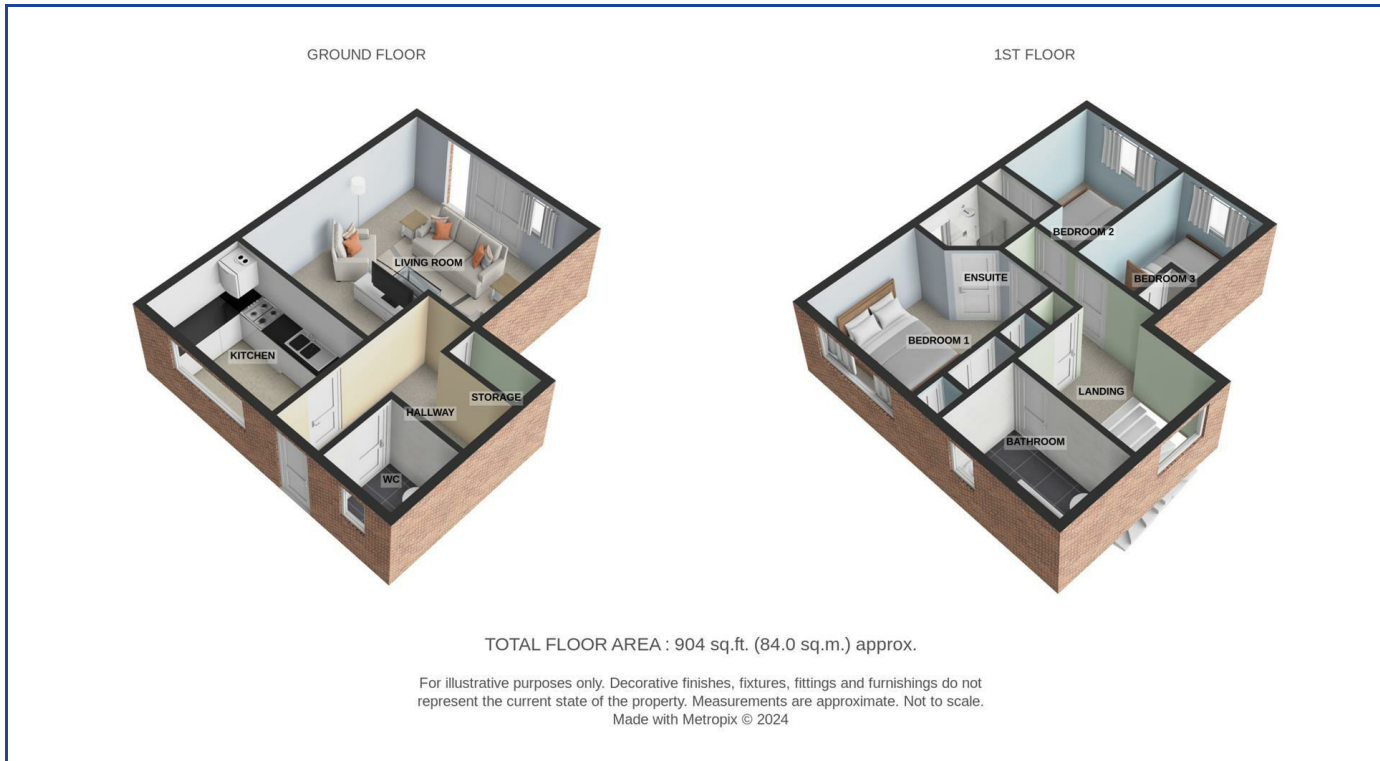 GROUND FLOOR
1ST FLOOR
LIVING ROOM
KITCHEN
HALLWAY
STORAGE
WC
BEDROOM 2
BEDROOM 3
ENSUITE
BEDROOM 1
LANDING
BATHROOM
TOTAL FLOOR AREA : 904 sq.ft. (84.0 sq.m.) approx.
For illustrative purposes only. Decorative finishes, fixtures, fittings and furnishings do not
represent the current state of the property. Measurements are approximate. Not to scale.
Made with Metropix © 2024